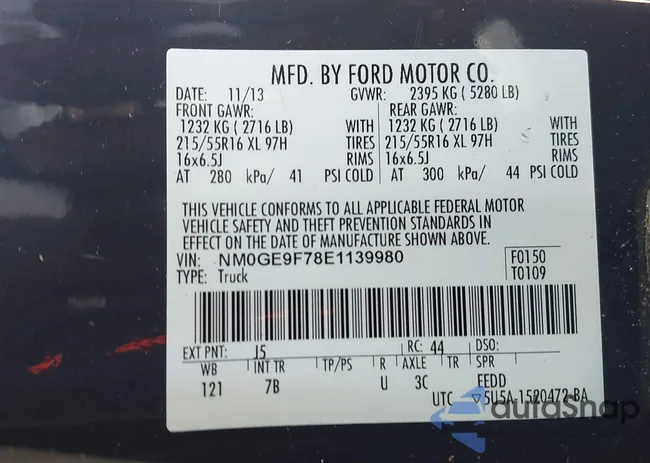 MFD. BY FORD MOTOR CO.
DATE: 11/13 GVWR: 2395 KG ( 5280 LB)
FRONT GAWR: REAR GAWR:
1232 KG ( 2716 LB) WITH 1232 KG ( 2716 LB) WITH
215/55R16 XL 97H TIRES 215/55R16 XL 97H TIRES
16x6.5J RIMS 16x6.5J RIMS
AT 280 kPa/ 41 PSI COLD AT 300 kPa/ 44 PSI COLD
THIS VEHICLE CONFORMS TO ALL APPLICABLE FEDERAL MOTOR
VEHICLE SAFETY AND THEFT PREVENTION STANDARDS IN
EFFECT ON THE DATE OF MANUFACTURE SHOWN ABOVE.
VIN: NM0GE9F78E1139980 F0150
TYPE: Truck T0109
EXT PNT: J5 RC: 44 DSO:
WB INT TR TP/PS R AXLE TR SPR
121 7B U 3C FEDD
UTC ▽5U5A-1520472-BA
autoSnap